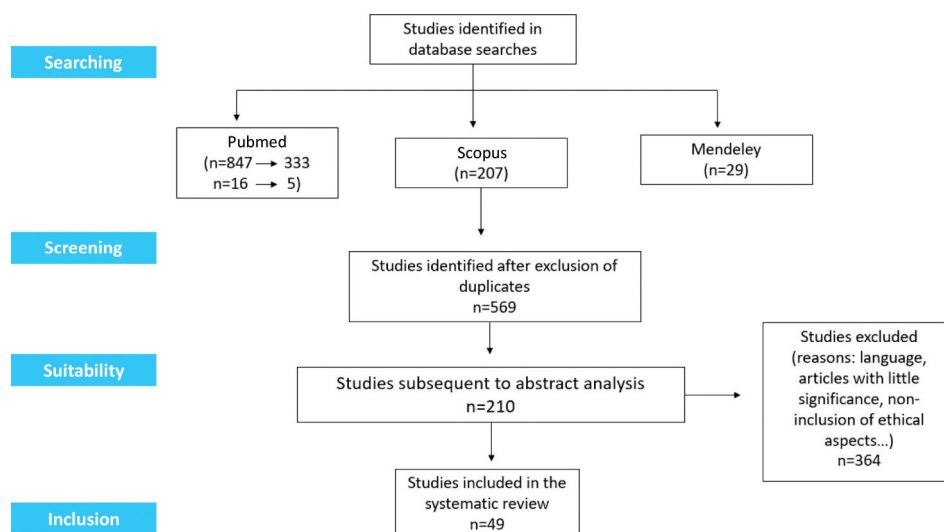 Searching
Studies identified in
database searches
Pubmed
(n=847 → 333
n=16 → 5)
Scopus
(n=207)
Mendeley
(n=29)
Screening
Studies identified after exclusion of
duplicates
n=569
Suitability
Studies subsequent to abstract analysis
n=210
Studies excluded
(reasons: language,
articles with little
significance, non-
inclusion of ethical
aspects...)
n=364
Inclusion
Studies included in the
systematic review
n=49